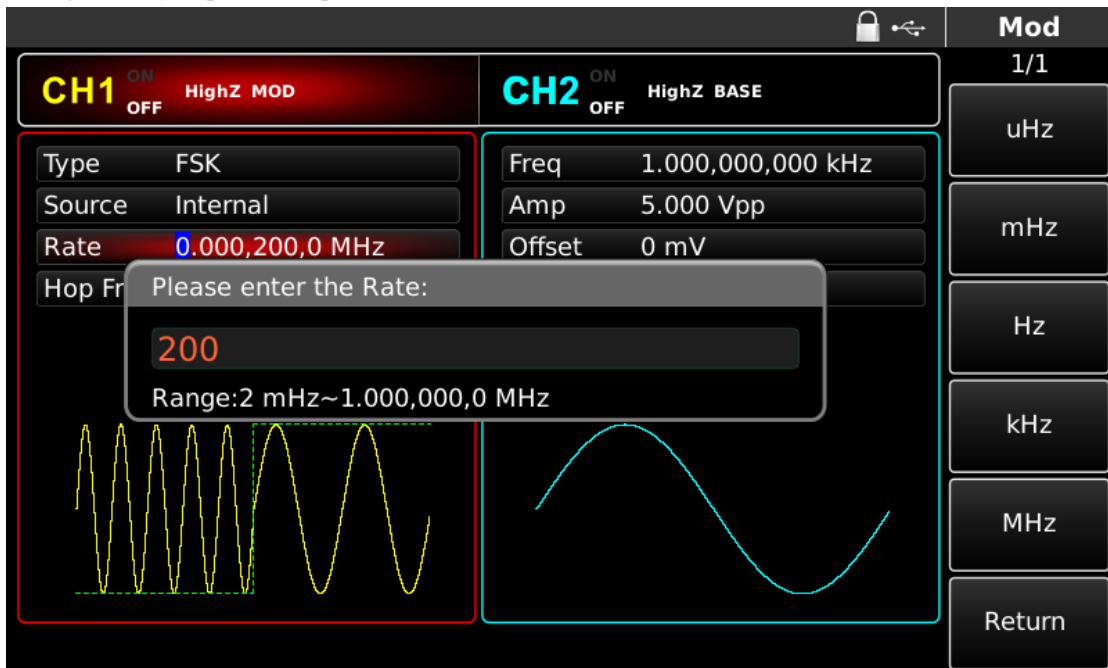 Mod
1/1
CH1 ON OFF HighZ MOD
CH2 ON OFF HighZ BASE
Type FSK
Source Internal
Rate 0.000,200,0 MHz
Hop Fr
Freq 1.000,000,000 kHz
Amp 5.000 Vpp
Offset 0 mV
Please enter the Rate:
200
Range:2 mHz~1.000,000,0 MHz
uHz
mHz
Hz
kHz
MHz
Return